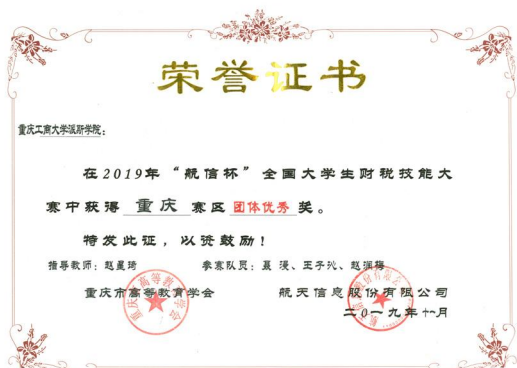 荣誉证书
重庆工商大学派斯学院：
在2019年“航信杯”全国大学生财税技能大
赛中获得 重庆 赛区 团体优秀 奖。
特发此证，以资鼓励！
指导教师：赵星琦 参赛队员：聂漫、王子沁、赵润梅
重庆市高等教育学会 航天信息股份有限公司
二〇一九年十一月